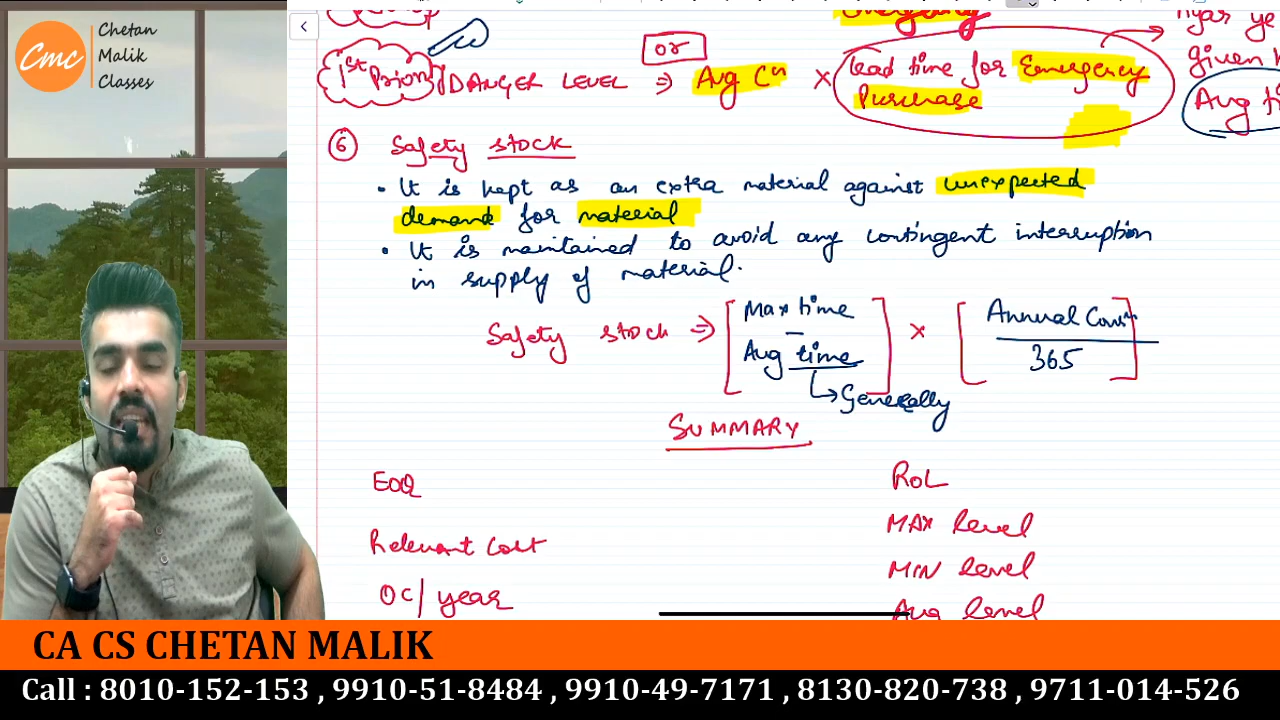 Chetan
Malik
Classes
CMC
Emergency
1st Prior
or
DANGER LEVEL ⇒ Avg Cn × lead time for Emergency
Purchase
given
⑥ Safety stock
• It is kept as an extra material against unexpected
demand for material
• It is maintained to avoid any contingent interruption
in supply of material.
Safety stock ⇒ [Max time – Avg time] × [Annual Consn / 365]
↳ Generally
SUMMARY
EOQ
ROL
Relevant Cost
MAX level
MIN level
OC/year
Avg level
CA CS CHETAN MALIK
Call : 8010-152-153 , 9910-51-8484 , 9910-49-7171 , 8130-820-738 , 9711-014-526